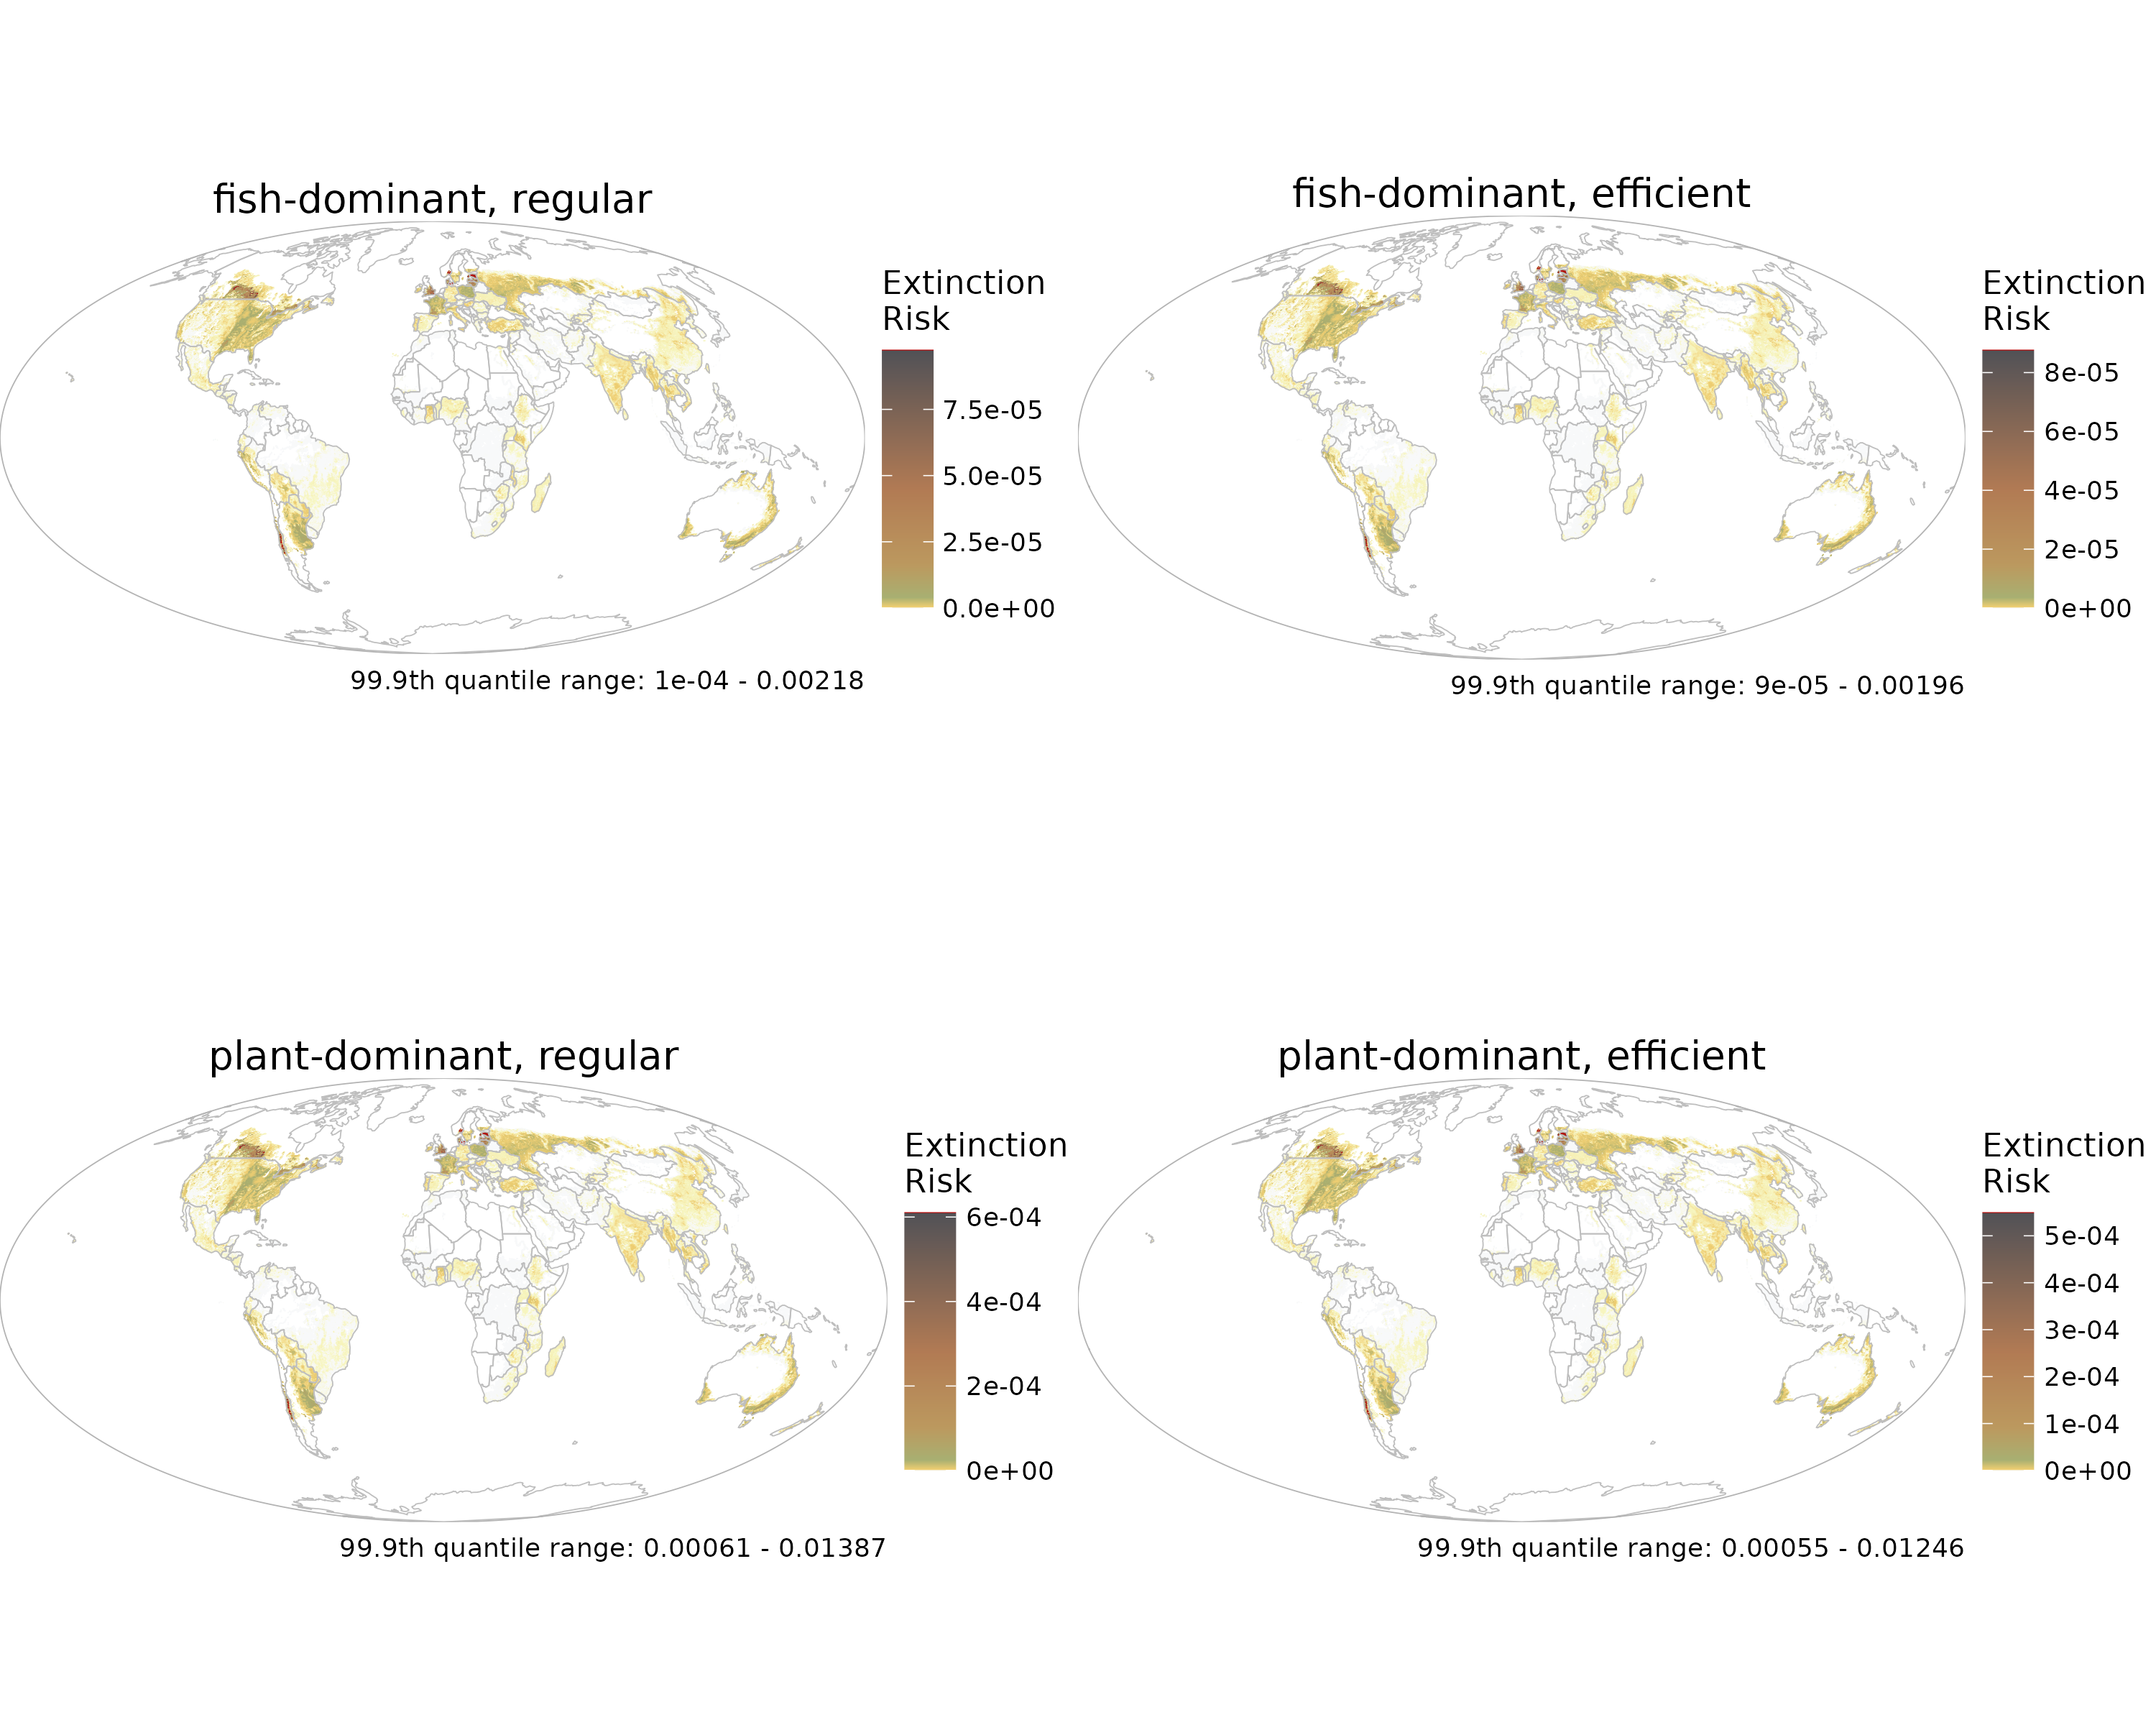 fish-dominant, regular
Extinction
Risk
7.5e-05
5.0e-05
2.5e-05
0.0e+00
99.9th quantile range: 1e-04 - 0.00218
fish-dominant, efficient
Extinction
Risk
8e-05
6e-05
4e-05
2e-05
0e+00
99.9th quantile range: 9e-05 - 0.00196
plant-dominant, regular
Extinction
Risk
6e-04
4e-04
2e-04
0e+00
99.9th quantile range: 0.00061 - 0.01387
plant-dominant, efficient
Extinction
Risk
5e-04
4e-04
3e-04
2e-04
1e-04
0e+00
99.9th quantile range: 0.00055 - 0.01246